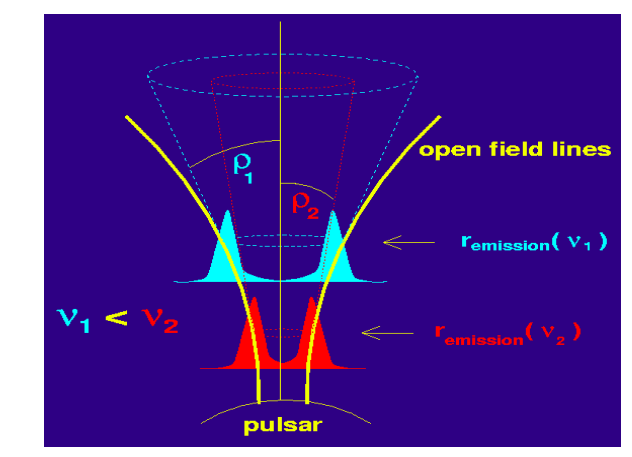 open field lines
ρ1
ρ2
remission( ν1 )
ν1 < ν2
remission( ν2 )
pulsar